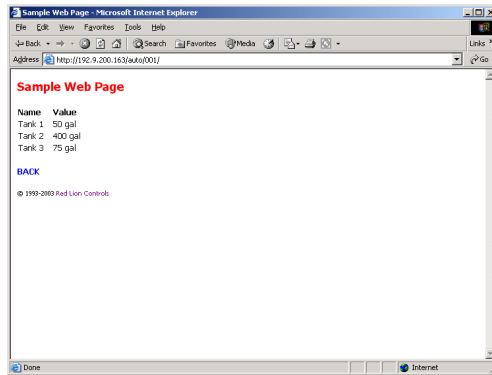 Sample Web Page - Microsoft Internet Explorer
File Edit View Favorites Tools Help
Back Search Favorites Media Links »
Address http://192.9.200.163/auto/001/ Go
Sample Web Page
Name Value
Tank 1 50 gal
Tank 2 400 gal
Tank 3 75 gal
BACK
© 1993-2003 Red Lion Controls
Done Internet